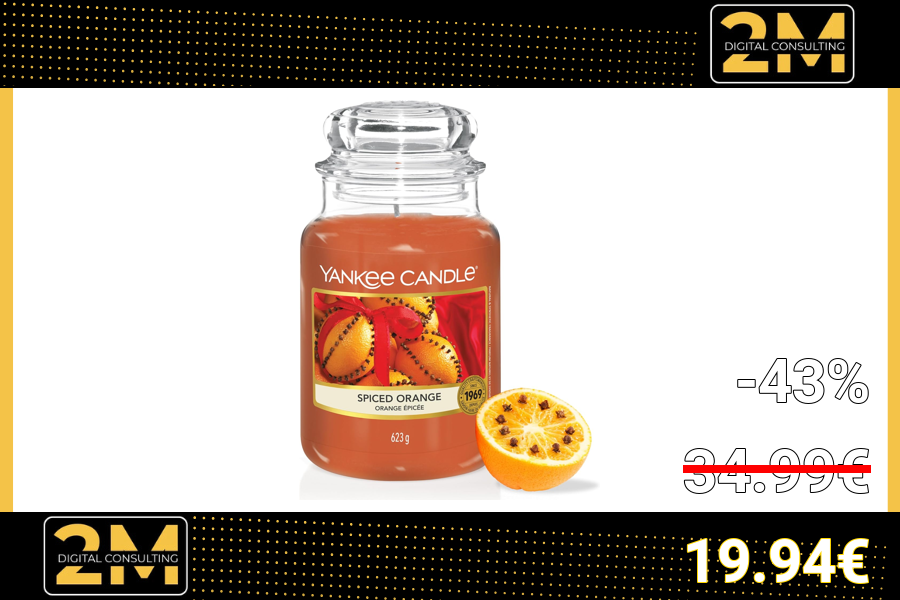 2M
DIGITAL CONSULTING
YANKEE CANDLE®
SPICED ORANGE
ORANGE ÉPICÉE
1969
623 g
-43%
34.99€
2M
DIGITAL CONSULTING
19.94€